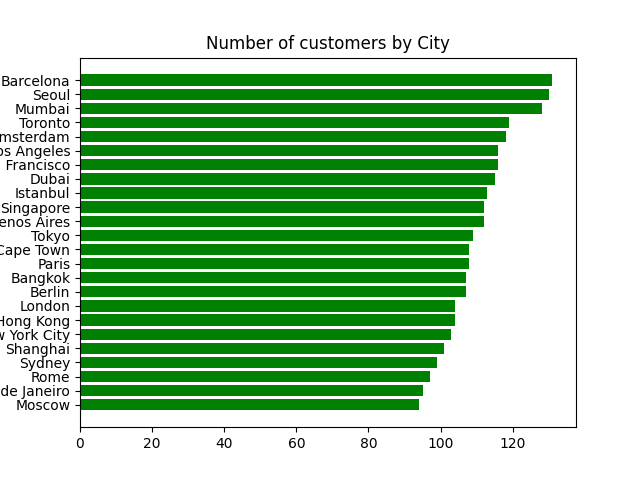 Number of customers by City
Barcelona
Seoul
Mumbai
Toronto
msterdam
os Angeles
Francisco
Dubai
Istanbul
Singapore
enos Aires
Tokyo
Cape Town
Paris
Bangkok
Berlin
London
Hong Kong
w York City
Shanghai
Sydney
Rome
de Janeiro
Moscow
0 20 40 60 80 100 120